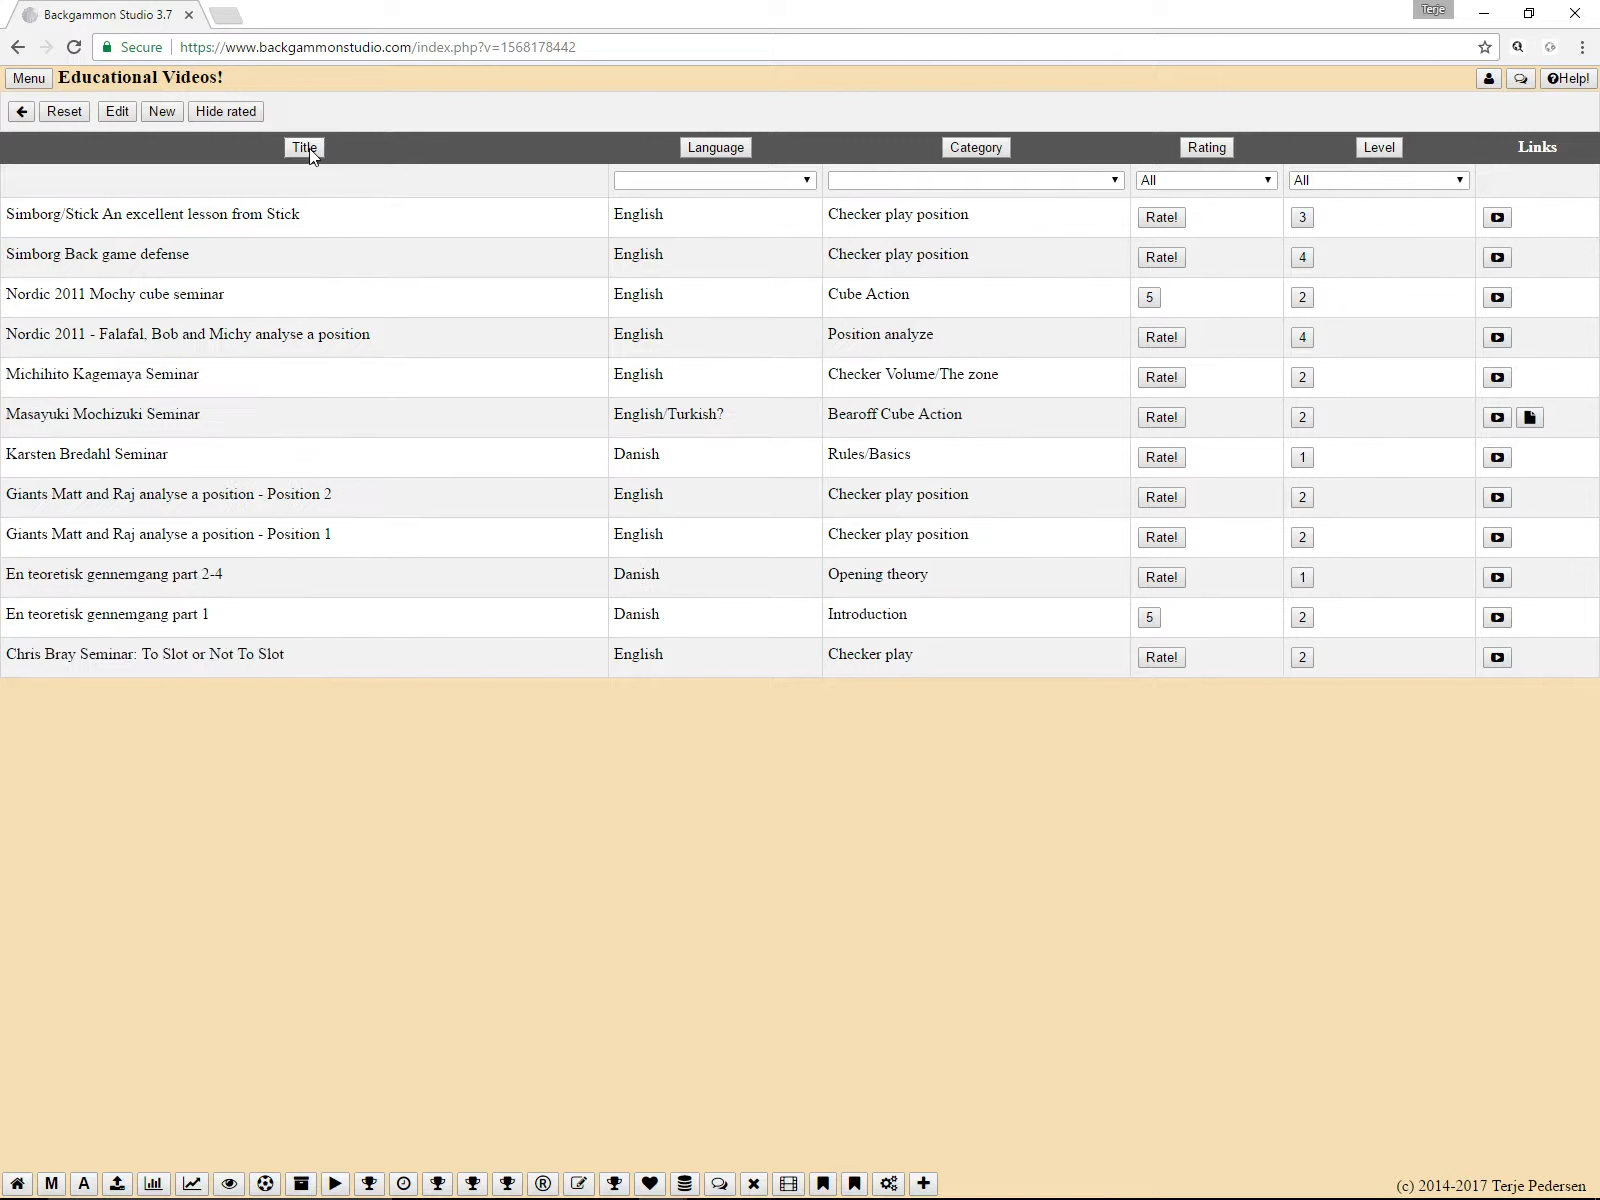 Backgammon Studio 3.7
Terje
Secure https://www.backgammonstudio.com/index.php?v=1568178442
Menu Educational Videos! Help!
Reset Edit New Hide rated
Title Language Category Rating Level Links
All All
Simborg/Stick An excellent lesson from Stick English Checker play position Rate! 3
Simborg Back game defense English Checker play position Rate! 4
Nordic 2011 Mochy cube seminar English Cube Action 5 2
Nordic 2011 - Falafal, Bob and Michy analyse a position English Position analyze Rate! 4
Michihito Kagemaya Seminar English Checker Volume/The zone Rate! 2
Masayuki Mochizuki Seminar English/Turkish? Bearoff Cube Action Rate! 2
Karsten Bredahl Seminar Danish Rules/Basics Rate! 1
Giants Matt and Raj analyse a position - Position 2 English Checker play position Rate! 2
Giants Matt and Raj analyse a position - Position 1 English Checker play position Rate! 2
En teoretisk gennemgang part 2-4 Danish Opening theory Rate! 1
En teoretisk gennemgang part 1 Danish Introduction 5 2
Chris Bray Seminar: To Slot or Not To Slot English Checker play Rate! 2
M A ®
(c) 2014-2017 Terje Pedersen